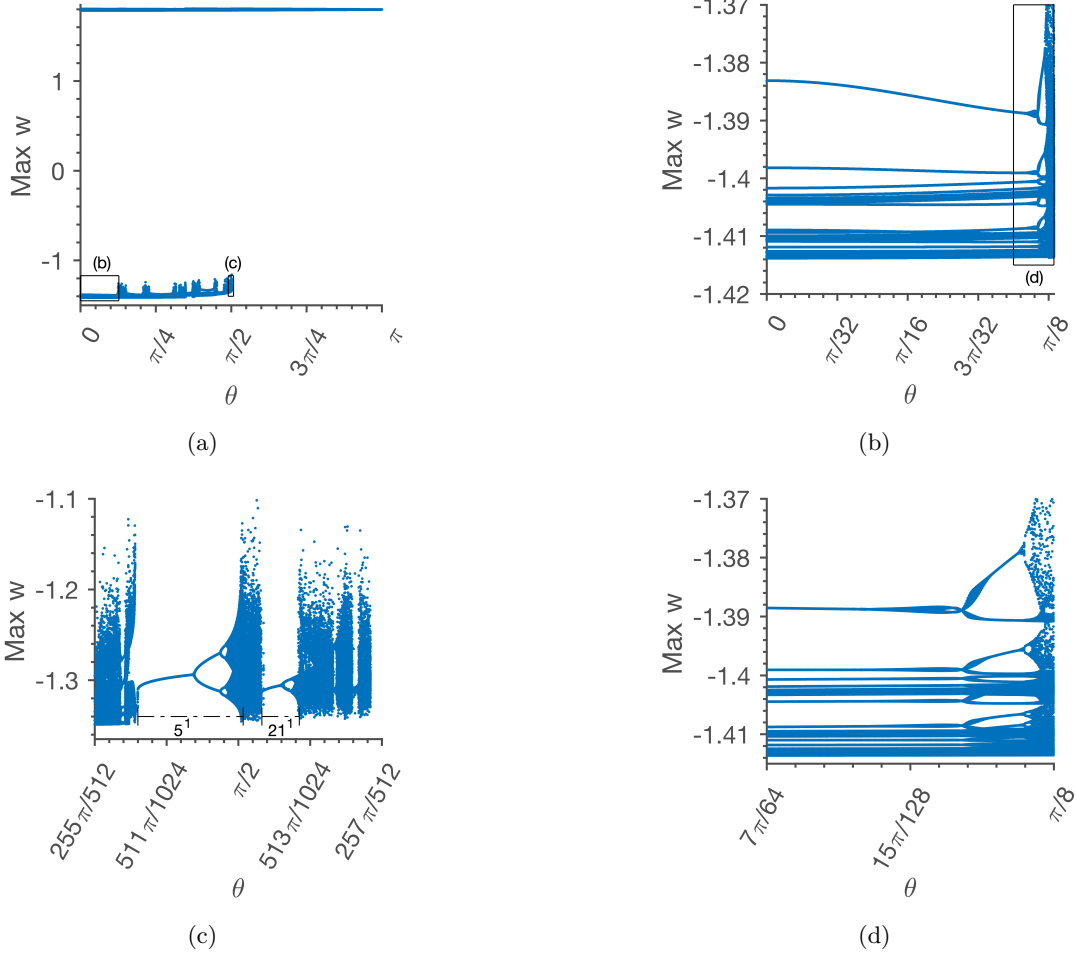 Max w
1
0
-1
(b)
(c)
0
π/4
π/2
3π/4
π
θ
(a)
Max w
-1.37
-1.38
-1.39
-1.4
-1.41
-1.42
(d)
0
π/32
π/16
3π/32
π/8
θ
(b)
Max w
-1.1
-1.2
-1.3
5¹
21¹
255π/512
511π/1024
π/2
513π/1024
257π/512
θ
(c)
Max w
-1.37
-1.38
-1.39
-1.4
-1.41
7π/64
15π/128
π/8
θ
(d)